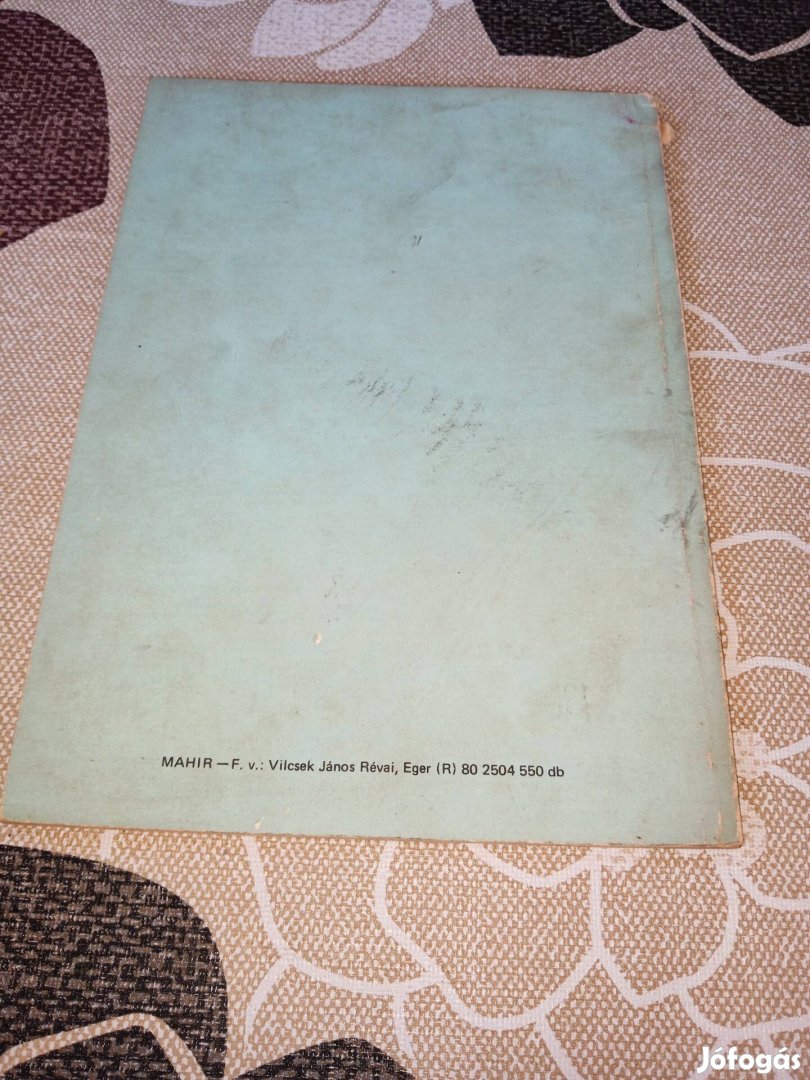 MAHIR — F. v.: Vilcsek János Révai, Eger (R) 80 2504 550 db
Jófogás